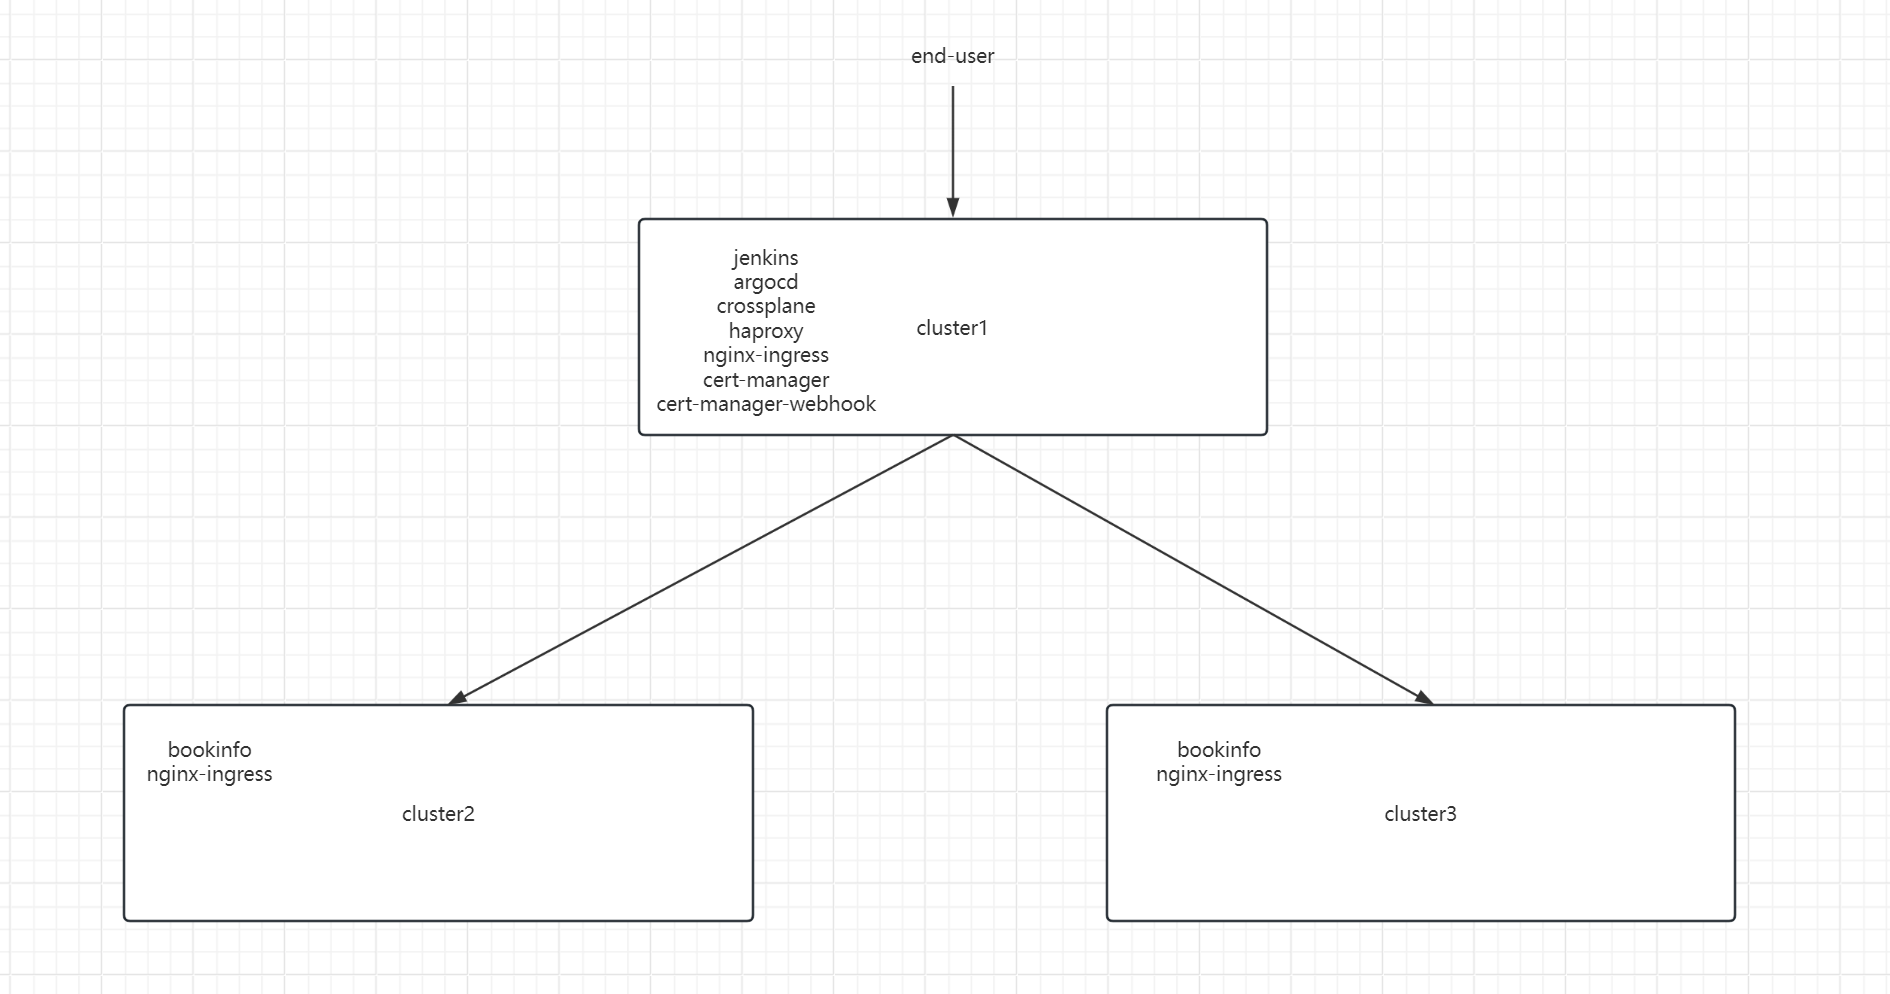 end-user
jenkins
argocd
crossplane
haproxy
nginx-ingress
cert-manager
cert-manager-webhook
cluster1
bookinfo
nginx-ingress
cluster2
bookinfo
nginx-ingress
cluster3